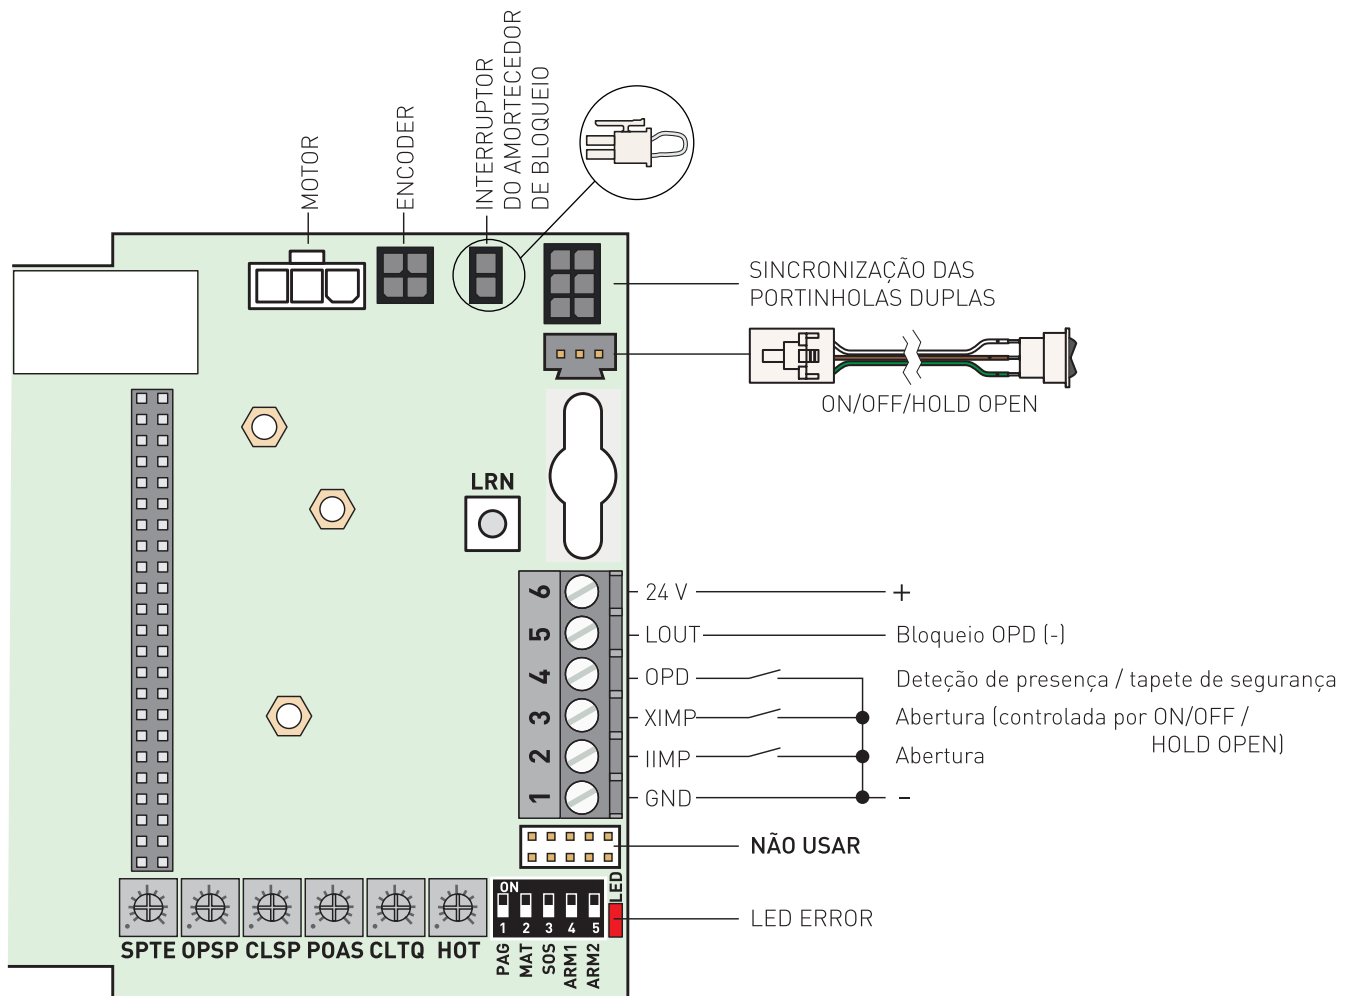 MOTOR
ENCODER
INTERRUPTOR
DO AMORTECEDOR
DE BLOQUEIO
SINCRONIZAÇÃO DAS
PORTINHOLAS DUPLAS
ON/OFF/HOLD OPEN
LRN
6 24 V +
5 LOUT Bloqueio OPD (-)
4 OPD Deteção de presença / tapete de segurança
3 XIMP Abertura (controlada por ON/OFF /
HOLD OPEN)
2 IIMP Abertura
1 GND -
NÃO USAR
LED
ON
1 2 3 4 5
LED ERROR
SPTE OPSP CLSP POAS CLTQ HOT
PAG
MAT
SOS
ARM1
ARM2